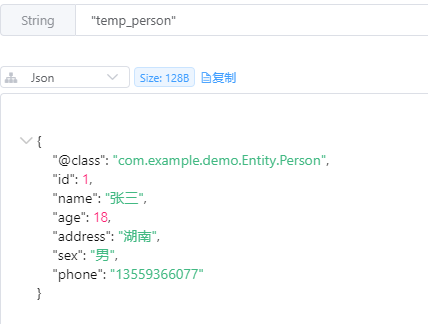 String "temp_person"
Json Size: 128B 复制
{
"@class": "com.example.demo.Entity.Person",
"id": 1,
"name": "张三",
"age": 18,
"address": "湖南",
"sex": "男",
"phone": "13559366077"
}